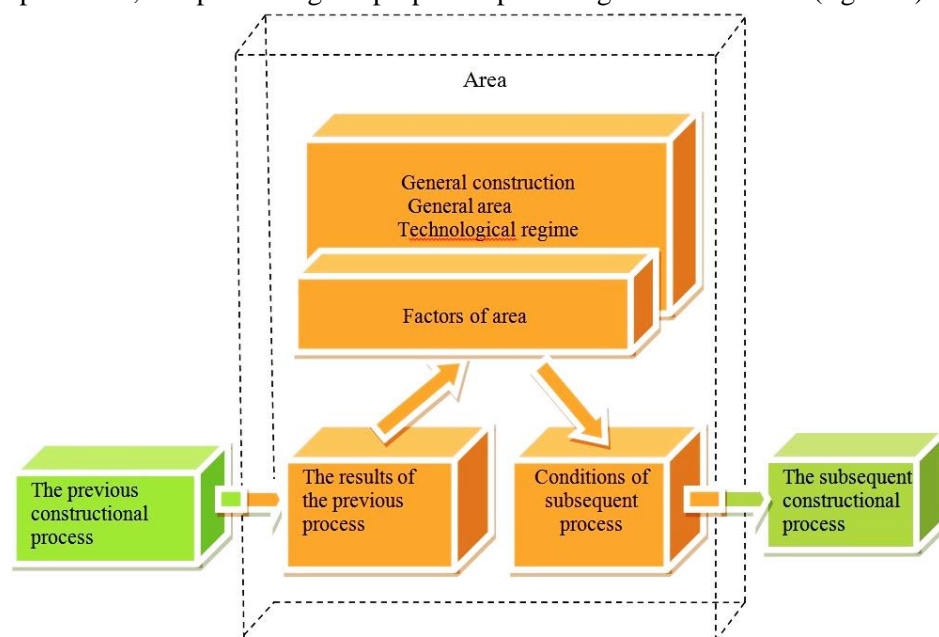 Area
General construction
General area
Technological regime
Factors of area
The previous
constructional
process
The results of
the previous
process
Conditions of
subsequent
process
The subsequent
constructional
process